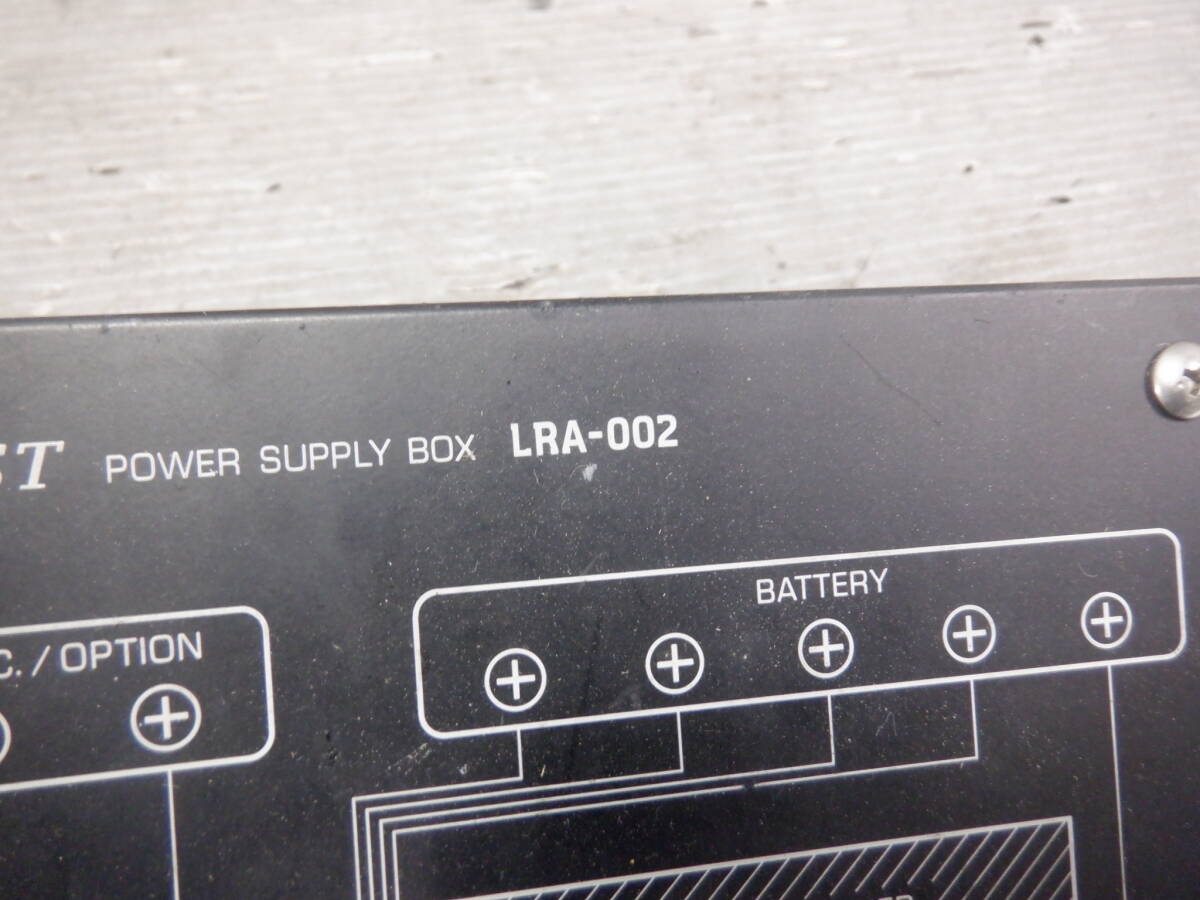 POWER SUPPLY BOX LRA-002
BATTERY
C./OPTION